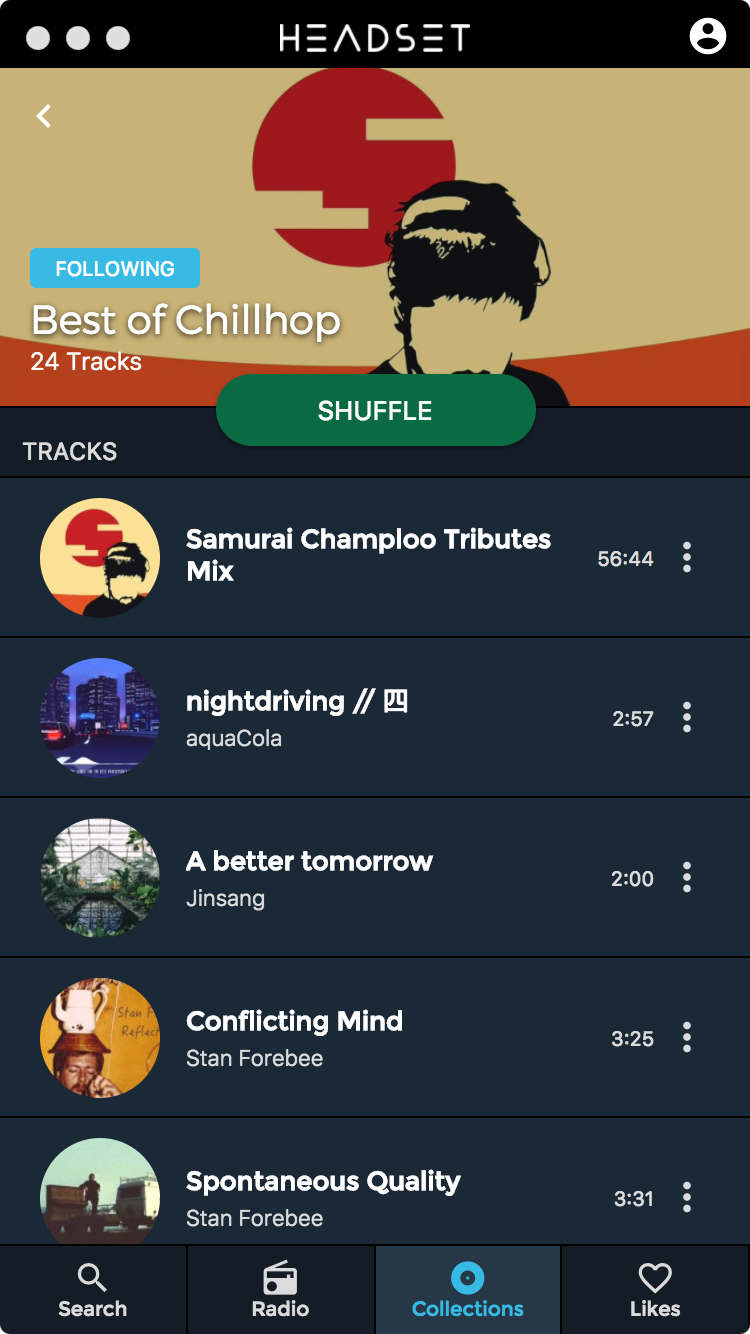 HEADSET
FOLLOWING
Best of Chillhop
24 Tracks
SHUFFLE
TRACKS
Samurai Champloo Tributes
Mix
56:44
nightdriving // 四
aquaCola
2:57
A better tomorrow
Jinsang
2:00
Stan F
Reflect
Conflicting Mind
Stan Forebee
3:25
Spontaneous Quality
Stan Forebee
3:31
Search
Radio
Collections
Likes